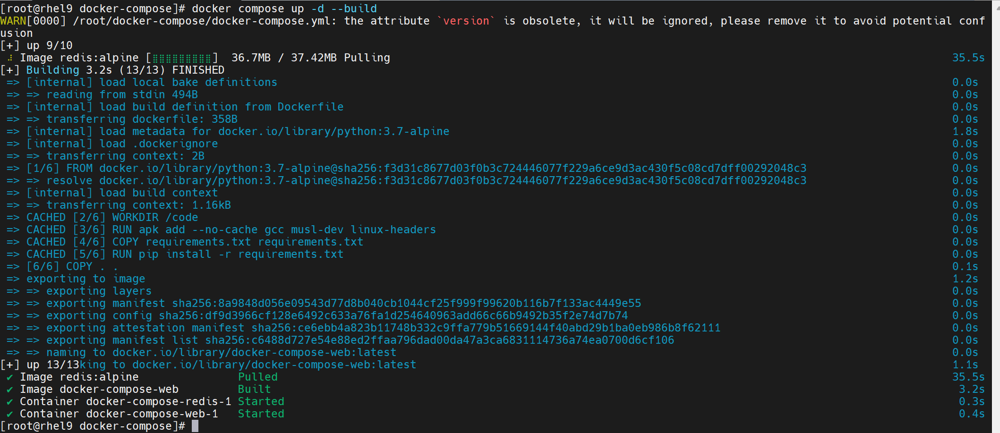 [root@rhel9 docker-compose]# docker compose up -d --build
WARN[0000] /root/docker-compose/docker-compose.yml: the attribute `version` is obsolete, it will be ignored, please remove it to avoid potential conf
usion
[+] up 9/10
⠼ Image redis:alpine [⣿⣿⣿⣿⣿⣿⣿⣿⣿] 36.7MB / 37.42MB Pulling 35.5s
[+] Building 3.2s (13/13) FINISHED
=> [internal] load local bake definitions 0.0s
=> => reading from stdin 494B 0.0s
=> [internal] load build definition from Dockerfile 0.0s
=> => transferring dockerfile: 358B 0.0s
=> [internal] load metadata for docker.io/library/python:3.7-alpine 1.8s
=> [internal] load .dockerignore 0.0s
=> => transferring context: 2B 0.0s
=> [1/6] FROM docker.io/library/python:3.7-alpine@sha256:f3d31c8677d03f0b3c724446077f229a6ce9d3ac430f5c08cd7dff00292048c3 0.0s
=> => resolve docker.io/library/python:3.7-alpine@sha256:f3d31c8677d03f0b3c724446077f229a6ce9d3ac430f5c08cd7dff00292048c3 0.0s
=> [internal] load build context 0.0s
=> => transferring context: 1.16kB 0.0s
=> CACHED [2/6] WORKDIR /code 0.0s
=> CACHED [3/6] RUN apk add --no-cache gcc musl-dev linux-headers 0.0s
=> CACHED [4/6] COPY requirements.txt requirements.txt 0.0s
=> CACHED [5/6] RUN pip install -r requirements.txt 0.0s
=> [6/6] COPY . . 0.1s
=> exporting to image 1.2s
=> => exporting layers 0.0s
=> => exporting manifest sha256:8a9848d056e09543d77d8b040cb1044cf25f999f99620b116b7f133ac4449e55 0.0s
=> => exporting config sha256:df9d3966cf128e6492c633a76fa1d254640963add66c66b9492b35f2e74d7b74 0.0s
=> => exporting attestation manifest sha256:ce6ebb4a823b11748b332c9ffa779b51669144f40abd29b1ba0eb986b8f62111 0.0s
=> => exporting manifest list sha256:c6488d727e54e88ed2ffaa796dad00da47a3ca6831114736a74ea0700d6cf106 0.0s
=> => naming to docker.io/library/docker-compose-web:latest 0.0s
[+] up 13/13king to docker.io/library/docker-compose-web:latest 1.1s
✔ Image redis:alpine Pulled 35.5s
✔ Image docker-compose-web Built 3.2s
✔ Container docker-compose-redis-1 Started 0.3s
✔ Container docker-compose-web-1 Started 0.4s
[root@rhel9 docker-compose]#